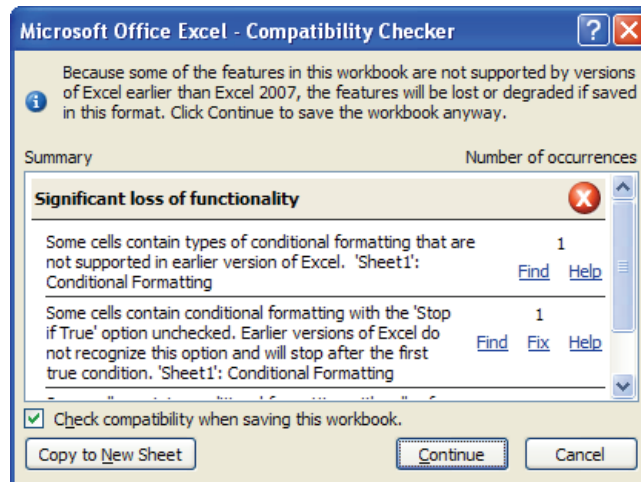 Microsoft Office Excel - Compatibility Checker
Because some of the features in this workbook are not supported by versions
of Excel earlier than Excel 2007, the features will be lost or degraded if saved
in this format. Click Continue to save the workbook anyway.
Summary Number of occurrences
Significant loss of functionality
Some cells contain types of conditional formatting that are 1
not supported in earlier version of Excel. 'Sheet1': Find Help
Conditional Formatting
Some cells contain conditional formatting with the 'Stop 1
if True' option unchecked. Earlier versions of Excel do Find Fix Help
not recognize this option and will stop after the first
true condition. 'Sheet1': Conditional Formatting
Check compatibility when saving this workbook.
Copy to New Sheet Continue Cancel